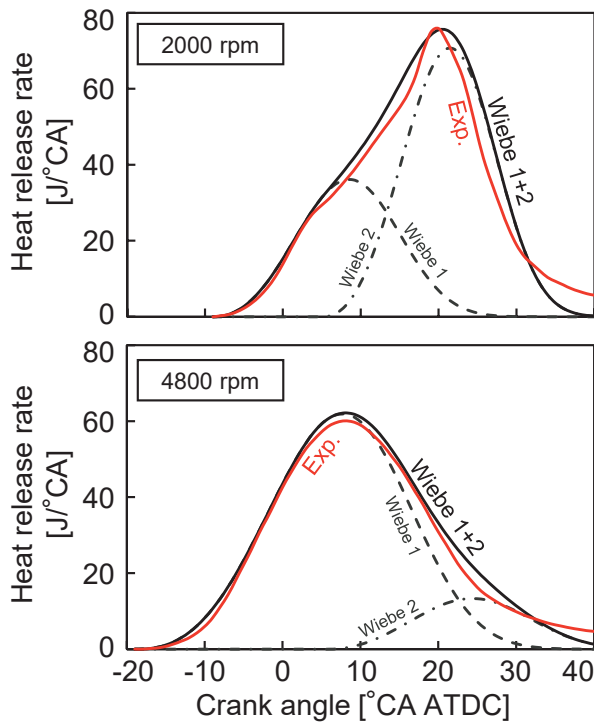 80
2000 rpm
60
40
20
0
Heat release rate
[J/˚CA]
Wiebe 1+2
Exp.
Wiebe 2
Wiebe 1
80
4800 rpm
60
40
20
0
Heat release rate
[J/˚CA]
Exp.
Wiebe 1+2
Wiebe 1
Wiebe 2
-20 -10 0 10 20 30 40
Crank angle [˚CA ATDC]